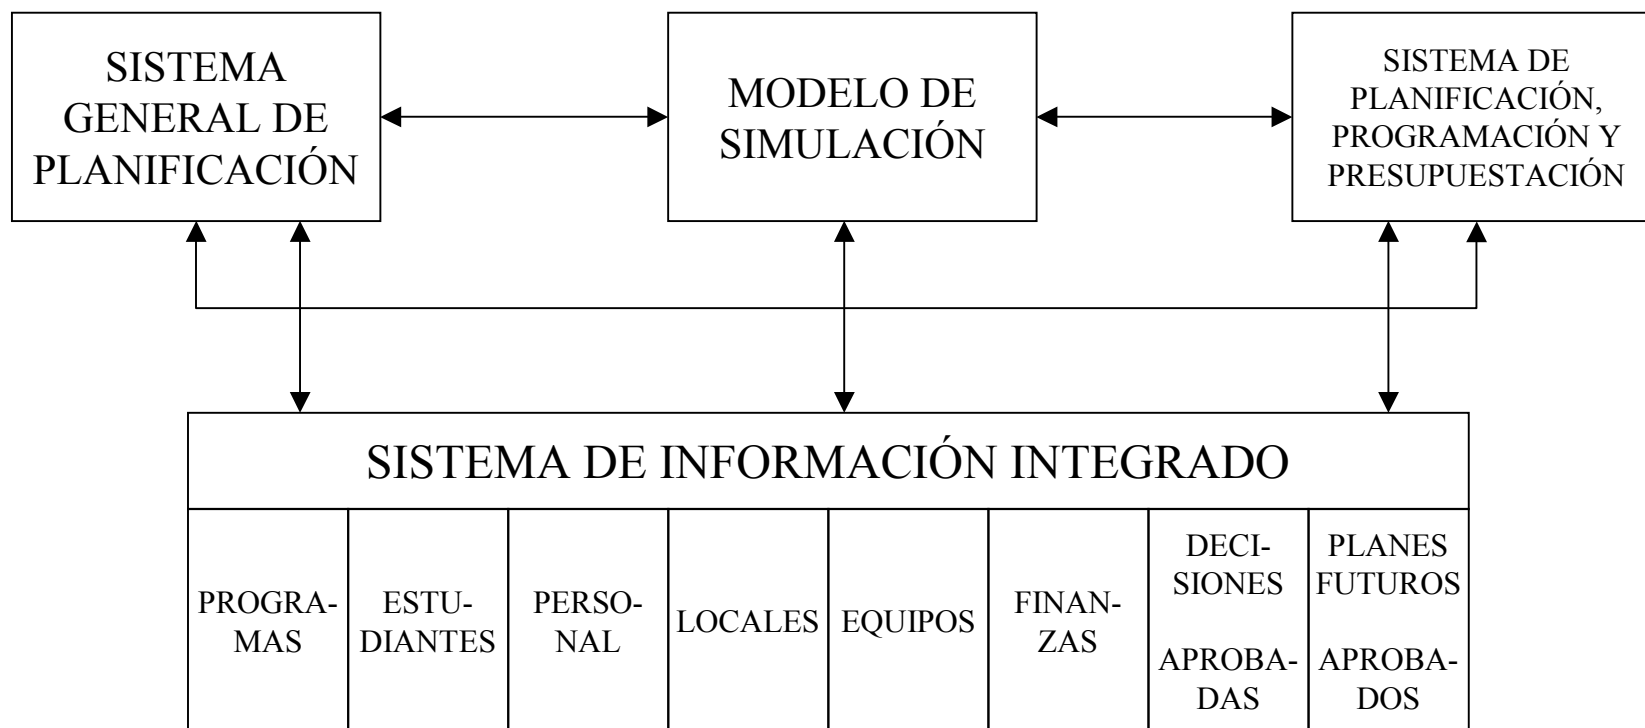 SISTEMA
GENERAL DE
PLANIFICACIÓN
MODELO DE
SIMULACIÓN
SISTEMA DE
PLANIFICACIÓN,
PROGRAMACIÓN Y
PRESUPUESTACIÓN
SISTEMA DE INFORMACIÓN INTEGRADO
PROGRA-
MAS
ESTU-
DIANTES
PERSO-
NAL
LOCALES
EQUIPOS
FINAN-
ZAS
DECI-
SIONES
APROBA-
DAS
PLANES
FUTUROS
APROBA-
DOS